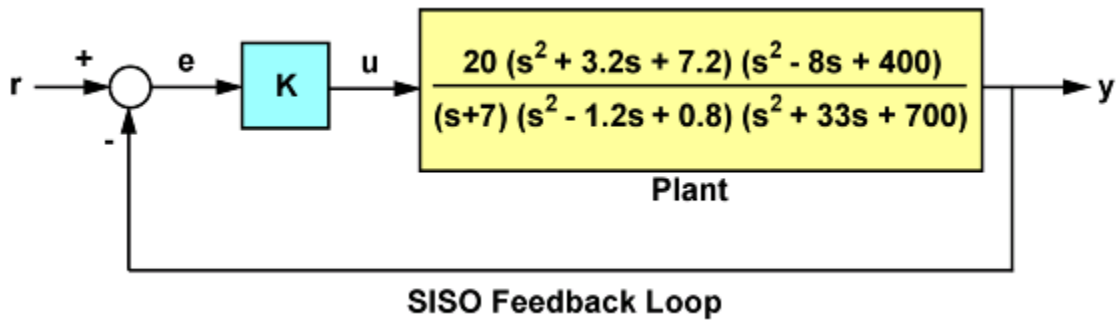 r + - e K u 20 (s² + 3.2s + 7.2) (s² - 8s + 400) y
(s+7) (s² - 1.2s + 0.8) (s² + 33s + 700)
Plant
SISO Feedback Loop